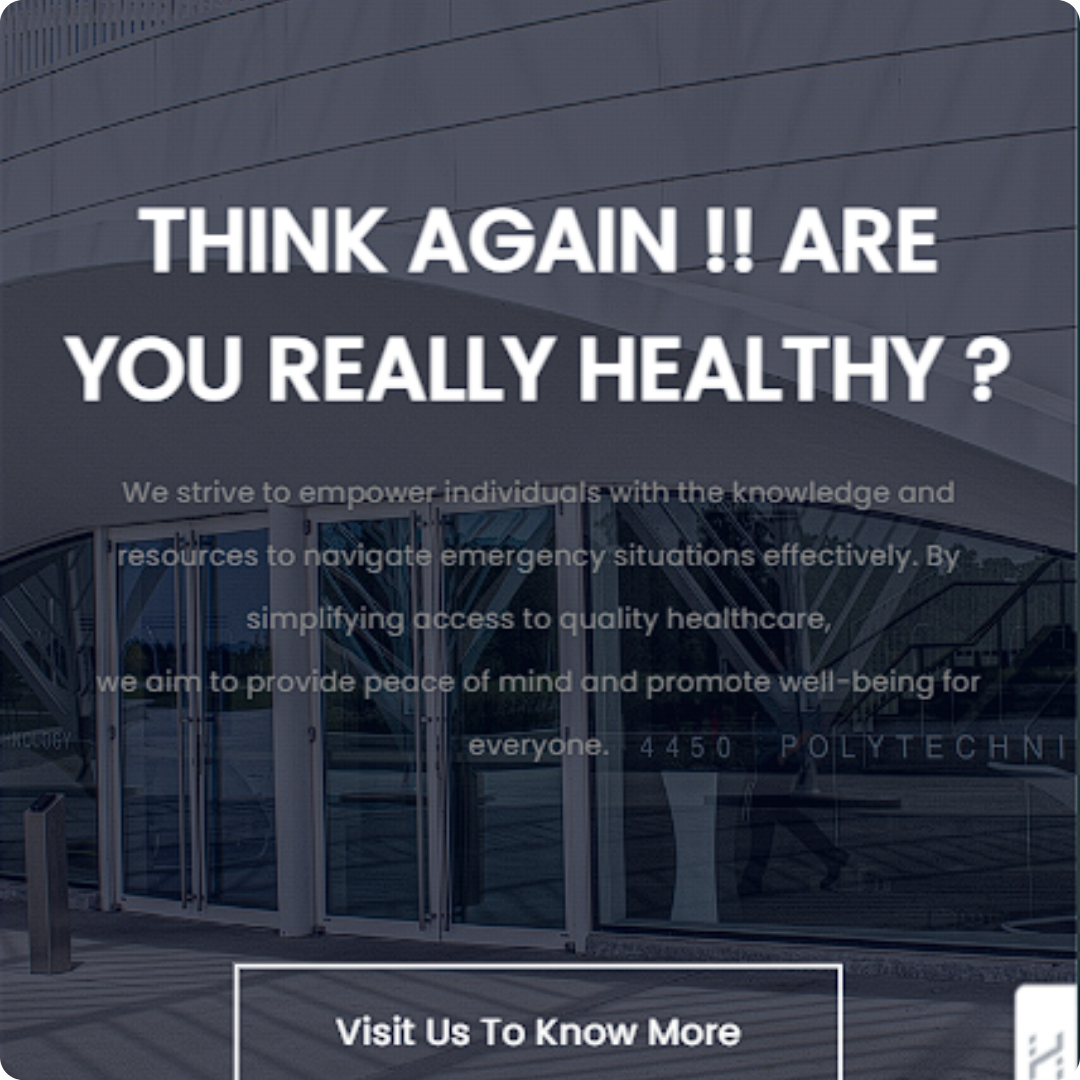 THINK AGAIN !! ARE
YOU REALLY HEALTHY ?
We strive to empower individuals with the knowledge and
resources to navigate emergency situations effectively. By
simplifying access to quality healthcare,
we aim to provide peace of mind and promote well-being for
everyone.
4450 POLYTECHNI
Visit Us To Know More